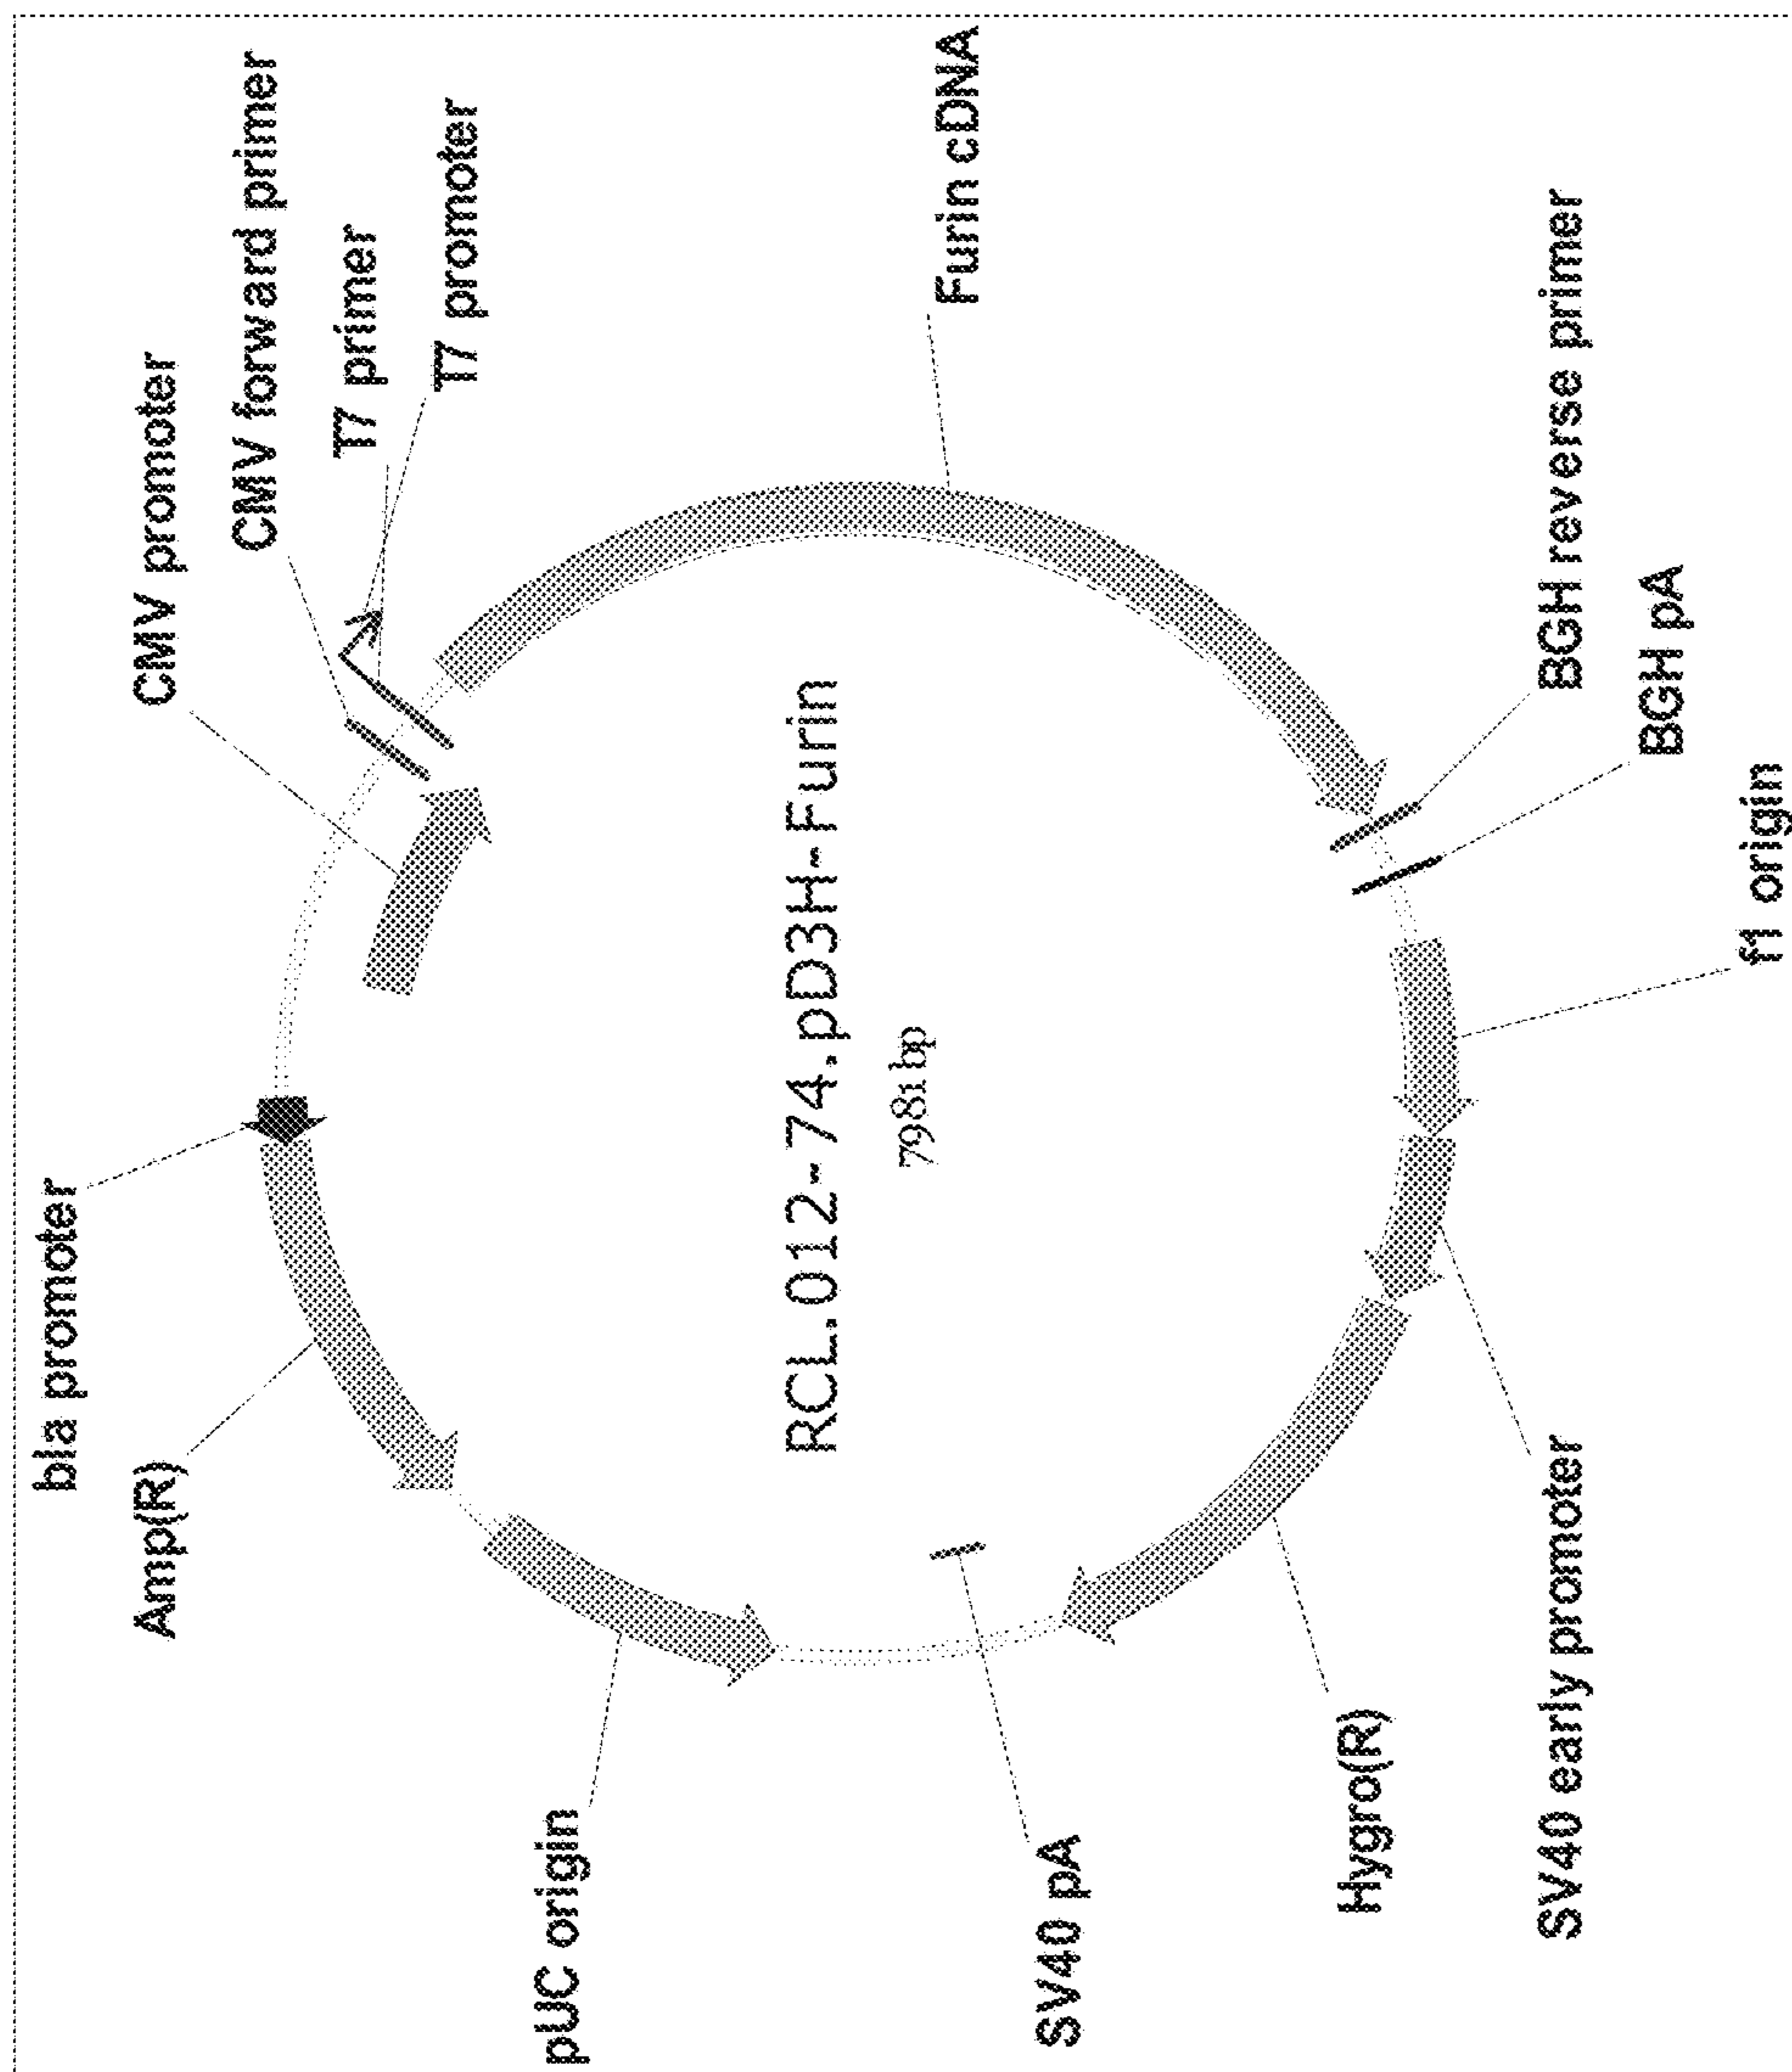 bla promoter
CMV promoter
CMV forward primer
T7 primer
T7 promoter
Furin cDNA
BGH reverse primer
BGH pA
f1 origin
SV40 early promoter
Hygro(R)
SV40 pA
pUC origin
Amp(R)
RCL.012-74.pD3H-Furin
7981 bp